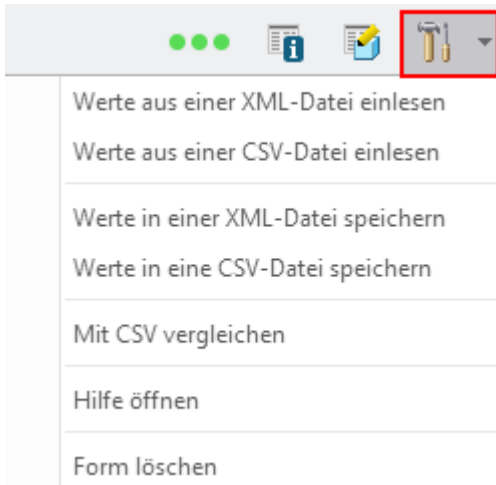 Werte aus einer XML-Datei einlesen
Werte aus einer CSV-Datei einlesen
Werte in einer XML-Datei speichern
Werte in eine CSV-Datei speichern
Mit CSV vergleichen
Hilfe öffnen
Form löschen